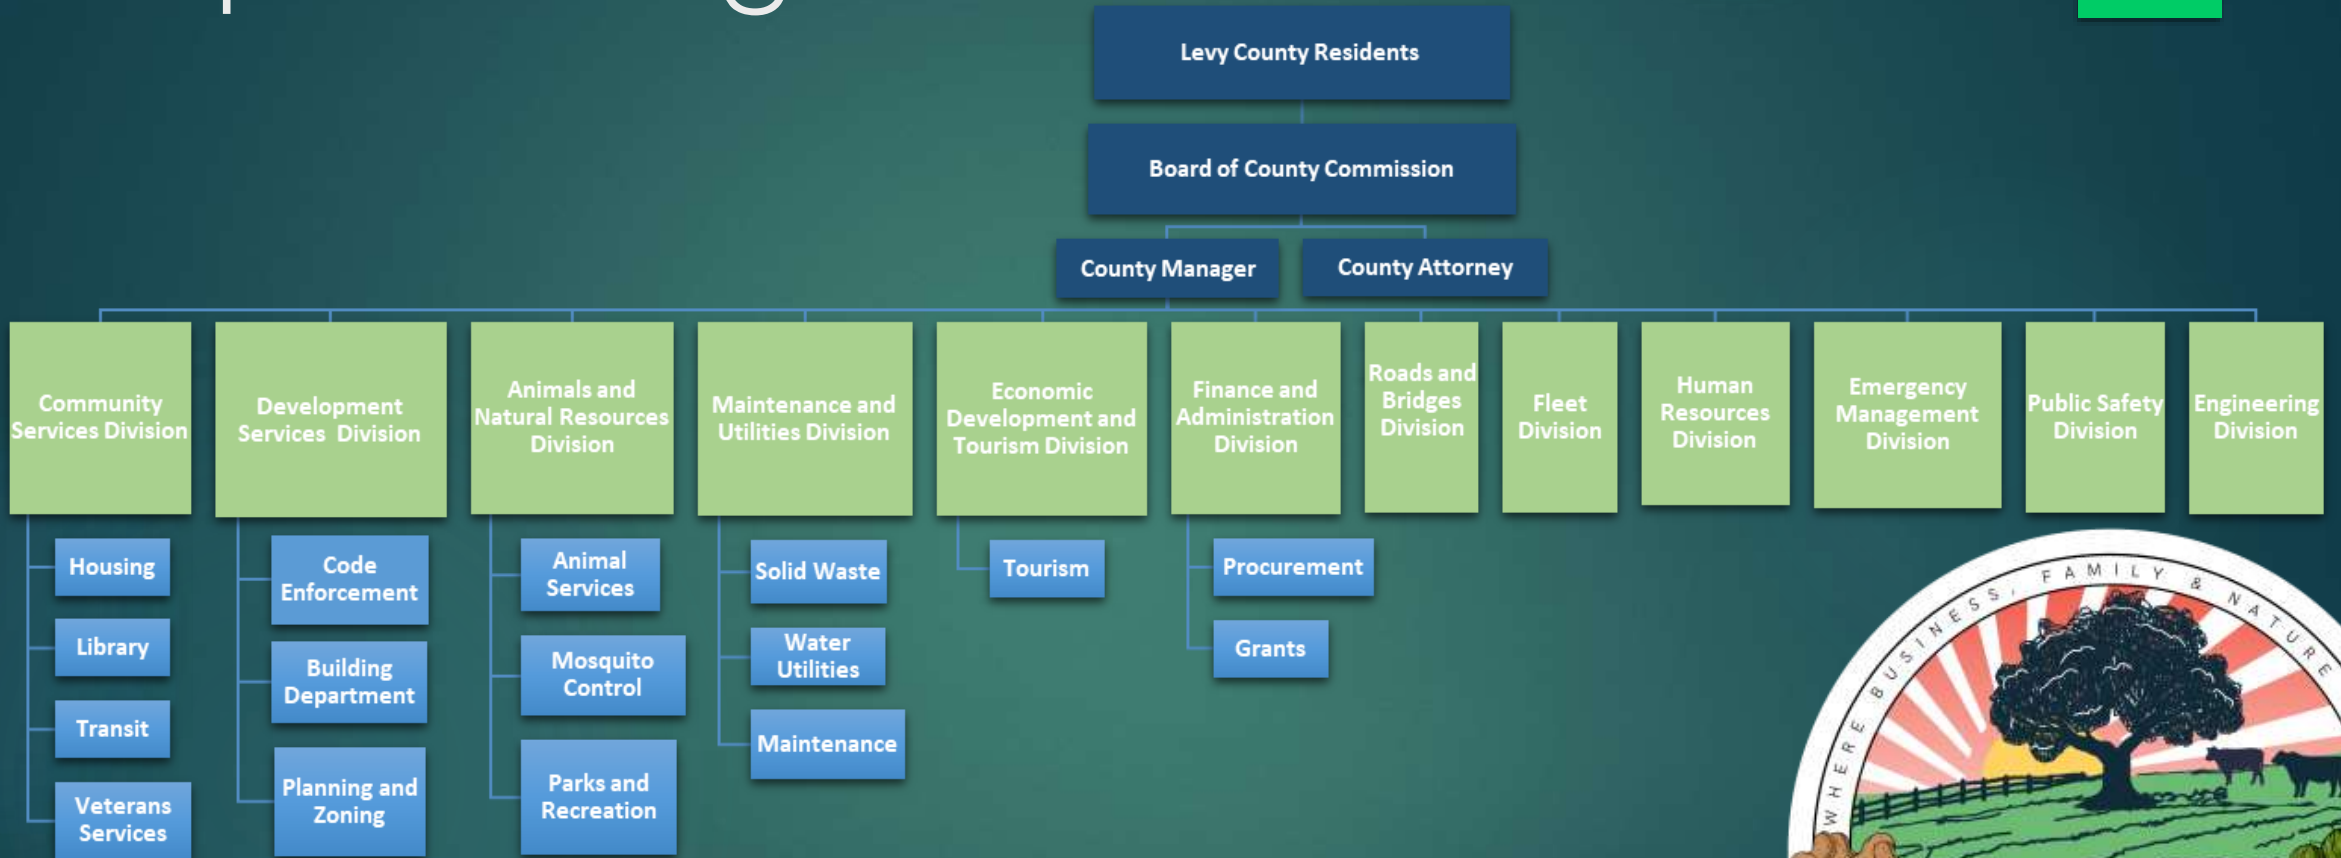 Levy County Residents
Board of County Commission
County Manager
County Attorney
Community
Services Division
Development
Services Division
Animals and
Natural Resources
Division
Maintenance and
Utilities Division
Economic
Development and
Tourism Division
Finance and
Administration
Division
Roads and
Bridges
Division
Fleet
Division
Human
Resources
Division
Emergency
Management
Division
Public Safety
Division
Engineering
Division
Housing
Library
Transit
Veterans
Services
Code
Enforcement
Building
Department
Planning and
Zoning
Animal
Services
Mosquito
Control
Parks and
Recreation
Solid Waste
Water
Utilities
Maintenance
Tourism
Procurement
Grants
WHERE BUSINESS, FAMILY & NATURE